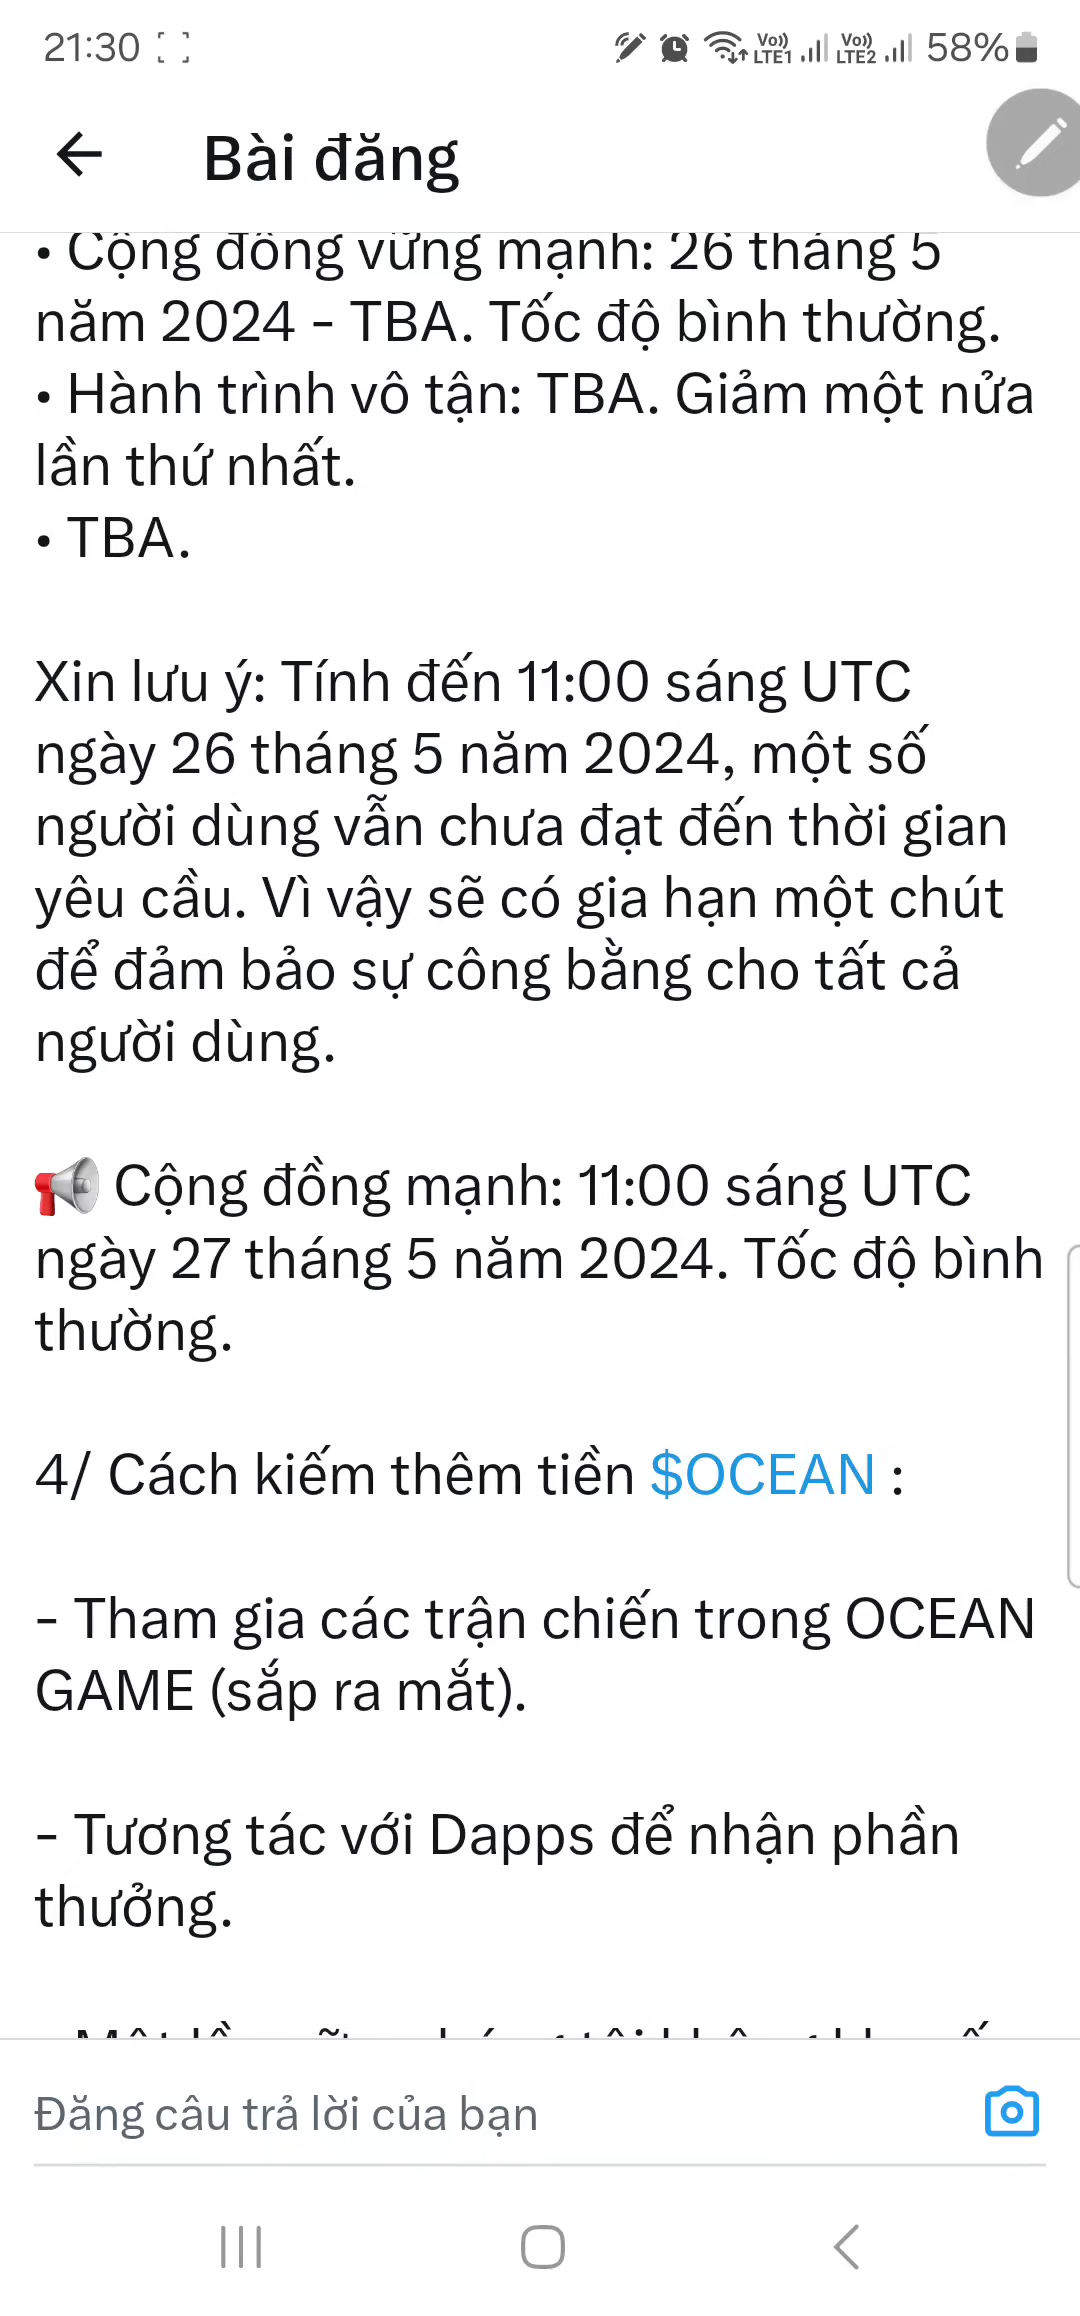 21:30
Vo)) LTE1 Vo)) LTE2 58%
Bài đăng
• Cộng đồng vững mạnh: 26 tháng 5
năm 2024 - TBA. Tốc độ bình thường.
• Hành trình vô tận: TBA. Giảm một nửa
lần thứ nhất.
• TBA.
Xin lưu ý: Tính đến 11:00 sáng UTC
ngày 26 tháng 5 năm 2024, một số
người dùng vẫn chưa đạt đến thời gian
yêu cầu. Vì vậy sẽ có gia hạn một chút
để đảm bảo sự công bằng cho tất cả
người dùng.
📢 Cộng đồng mạnh: 11:00 sáng UTC
ngày 27 tháng 5 năm 2024. Tốc độ bình
thường.
4/ Cách kiếm thêm tiền $OCEAN :
- Tham gia các trận chiến trong OCEAN
GAME (sắp ra mắt).
- Tương tác với Dapps để nhận phần
thưởng.
Đăng câu trả lời của bạn